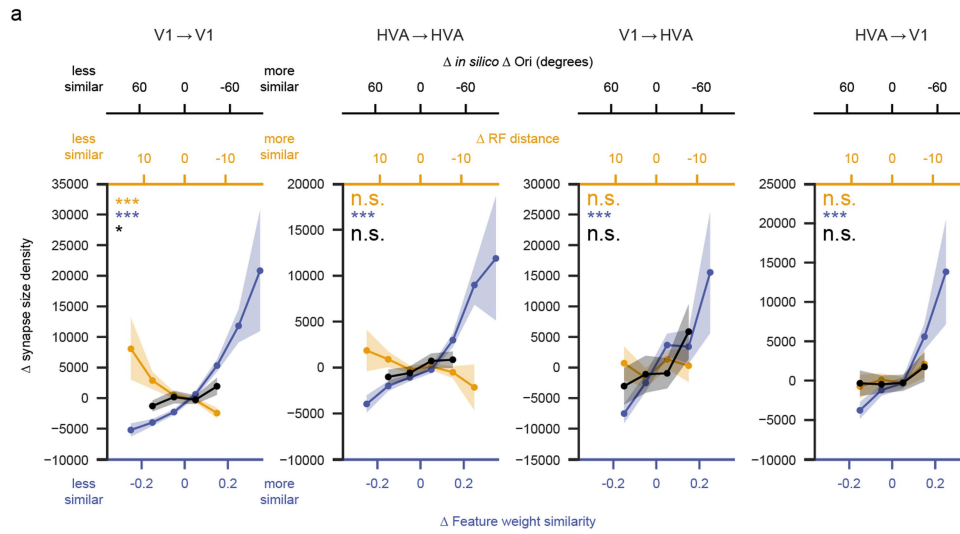 a
V1 → V1
HVA → HVA
V1 → HVA
HVA → V1
less similar
more similar
Δ in silico Δ Ori (degrees)
60 0 -60
60 0 -60
60 0 -60
60 0 -60
less similar
more similar
Δ RF distance
10 0 -10
10 0 -10
10 0 -10
10 0 -10
Δ synapse size density
35000
30000
25000
20000
15000
10000
5000
0
−5000
−10000
***
***
*
20000
15000
10000
5000
0
−5000
−10000
n.s.
***
n.s.
25000
20000
15000
10000
5000
0
−5000
−10000
−15000
n.s.
***
n.s.
25000
20000
15000
10000
5000
0
−5000
−10000
n.s.
***
n.s.
less similar
-0.2 0 0.2
more similar
-0.2 0 0.2
-0.2 0 0.2
-0.2 0 0.2
Δ Feature weight similarity